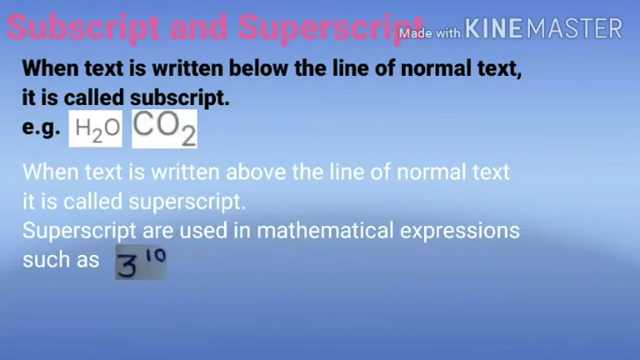 Subscript and Superscript
Made with KINEMASTER
When text is written below the line of normal text,
it is called subscript.
e.g. H₂O CO₂
When text is written above the line of normal text
it is called superscript.
Superscript are used in mathematical expressions
such as 3¹⁰